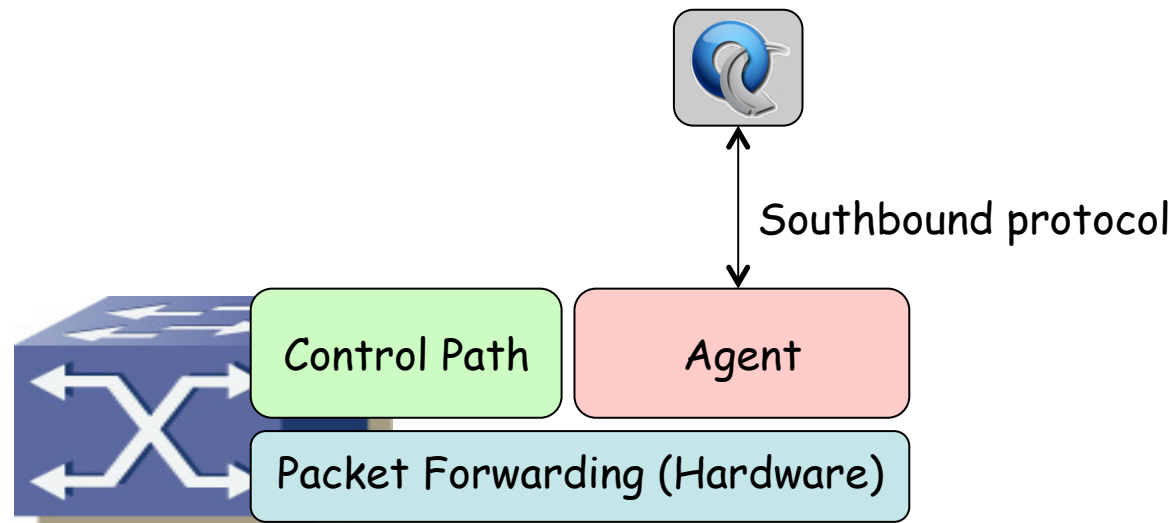 Southbound protocol
Control Path
Agent
Packet Forwarding (Hardware)